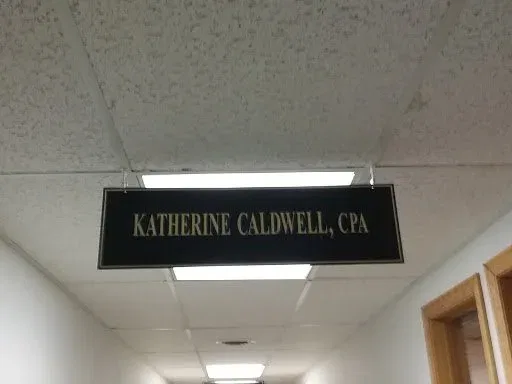 KATHERINE CALDWELL, CPA